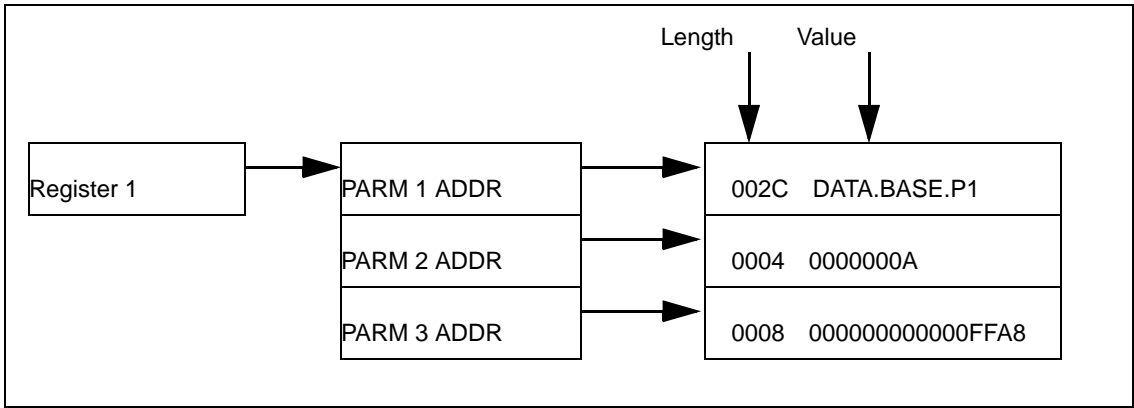 Length Value
Register 1
PARM 1 ADDR
002C DATA.BASE.P1
PARM 2 ADDR
0004 0000000A
PARM 3 ADDR
0008 000000000000FFA8